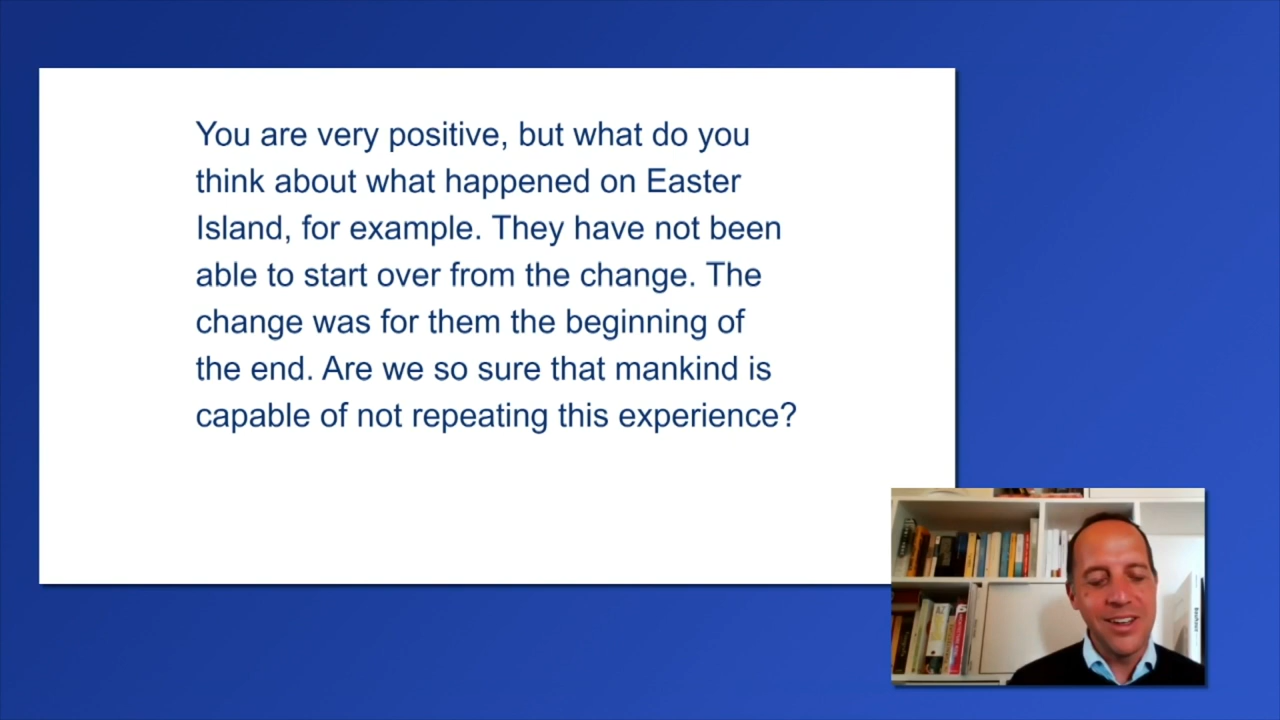 You are very positive, but what do you
think about what happened on Easter
Island, for example. They have not been
able to start over from the change. The
change was for them the beginning of
the end. Are we so sure that mankind is
capable of not repeating this experience?